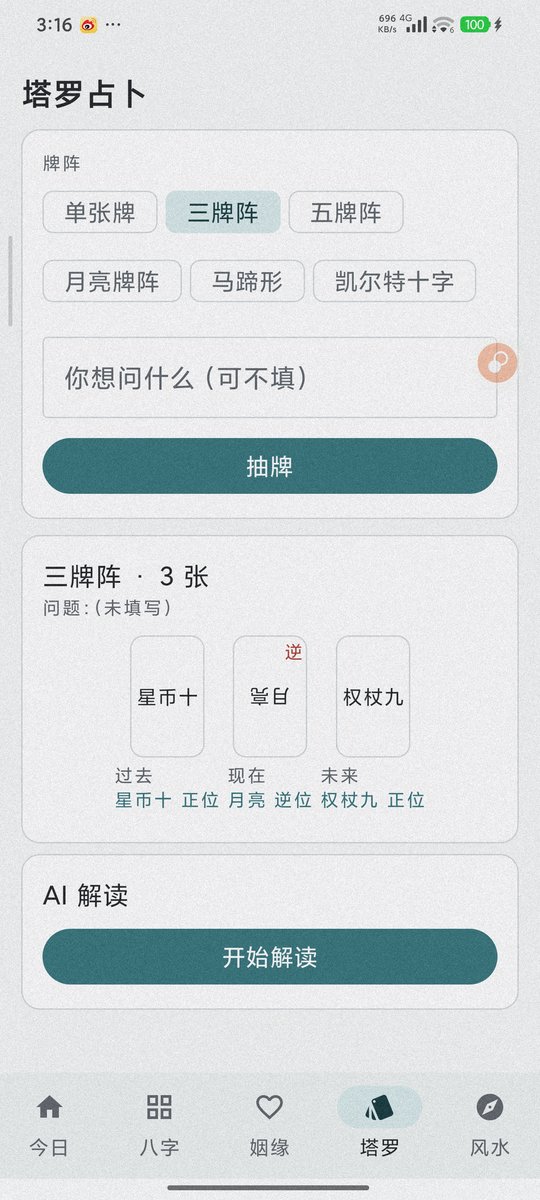 3:16 ··· 696 KB/s 4G 6 100
塔罗占卜
牌阵
单张牌 三牌阵 五牌阵
月亮牌阵 马蹄形 凯尔特十字
你想问什么（可不填）
抽牌
三牌阵 · 3 张
问题:（未填写）
逆
星币十 月亮 权杖九
过去 现在 未来
星币十 正位 月亮 逆位 权杖九 正位
AI 解读
开始解读
今日 八字 姻缘 塔罗 风水